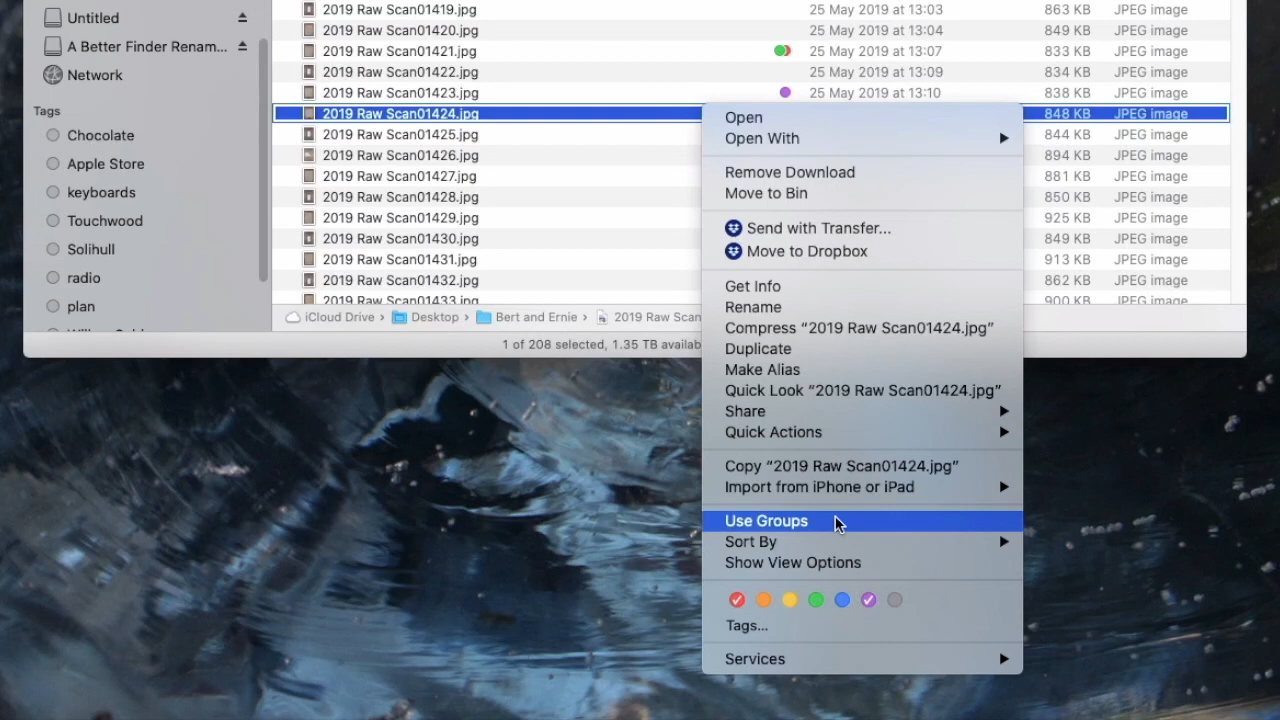 Untitled
A Better Finder Renam...
Network
Tags
Chocolate
Apple Store
keyboards
Touchwood
Solihull
radio
plan
2019 Raw Scan01419.jpg 25 May 2019 at 13:03 863 KB JPEG image
2019 Raw Scan01420.jpg 25 May 2019 at 13:04 849 KB JPEG image
2019 Raw Scan01421.jpg 25 May 2019 at 13:07 833 KB JPEG image
2019 Raw Scan01422.jpg 25 May 2019 at 13:09 834 KB JPEG image
2019 Raw Scan01423.jpg 25 May 2019 at 13:10 838 KB JPEG image
2019 Raw Scan01424.jpg 848 KB JPEG image
2019 Raw Scan01425.jpg 844 KB JPEG image
2019 Raw Scan01426.jpg 894 KB JPEG image
2019 Raw Scan01427.jpg 881 KB JPEG image
2019 Raw Scan01428.jpg 850 KB JPEG image
2019 Raw Scan01429.jpg 925 KB JPEG image
2019 Raw Scan01430.jpg 849 KB JPEG image
2019 Raw Scan01431.jpg 913 KB JPEG image
2019 Raw Scan01432.jpg 862 KB JPEG image
2019 Raw Scan01433.jpg 900 KB JPEG image
iCloud Drive › Desktop › Bert and Ernie › 2019 Raw Scan
1 of 208 selected, 1.35 TB availab
Open
Open With
Remove Download
Move to Bin
Send with Transfer...
Move to Dropbox
Get Info
Rename
Compress “2019 Raw Scan01424.jpg”
Duplicate
Make Alias
Quick Look “2019 Raw Scan01424.jpg”
Share
Quick Actions
Copy “2019 Raw Scan01424.jpg”
Import from iPhone or iPad
Use Groups
Sort By
Show View Options
Tags...
Services